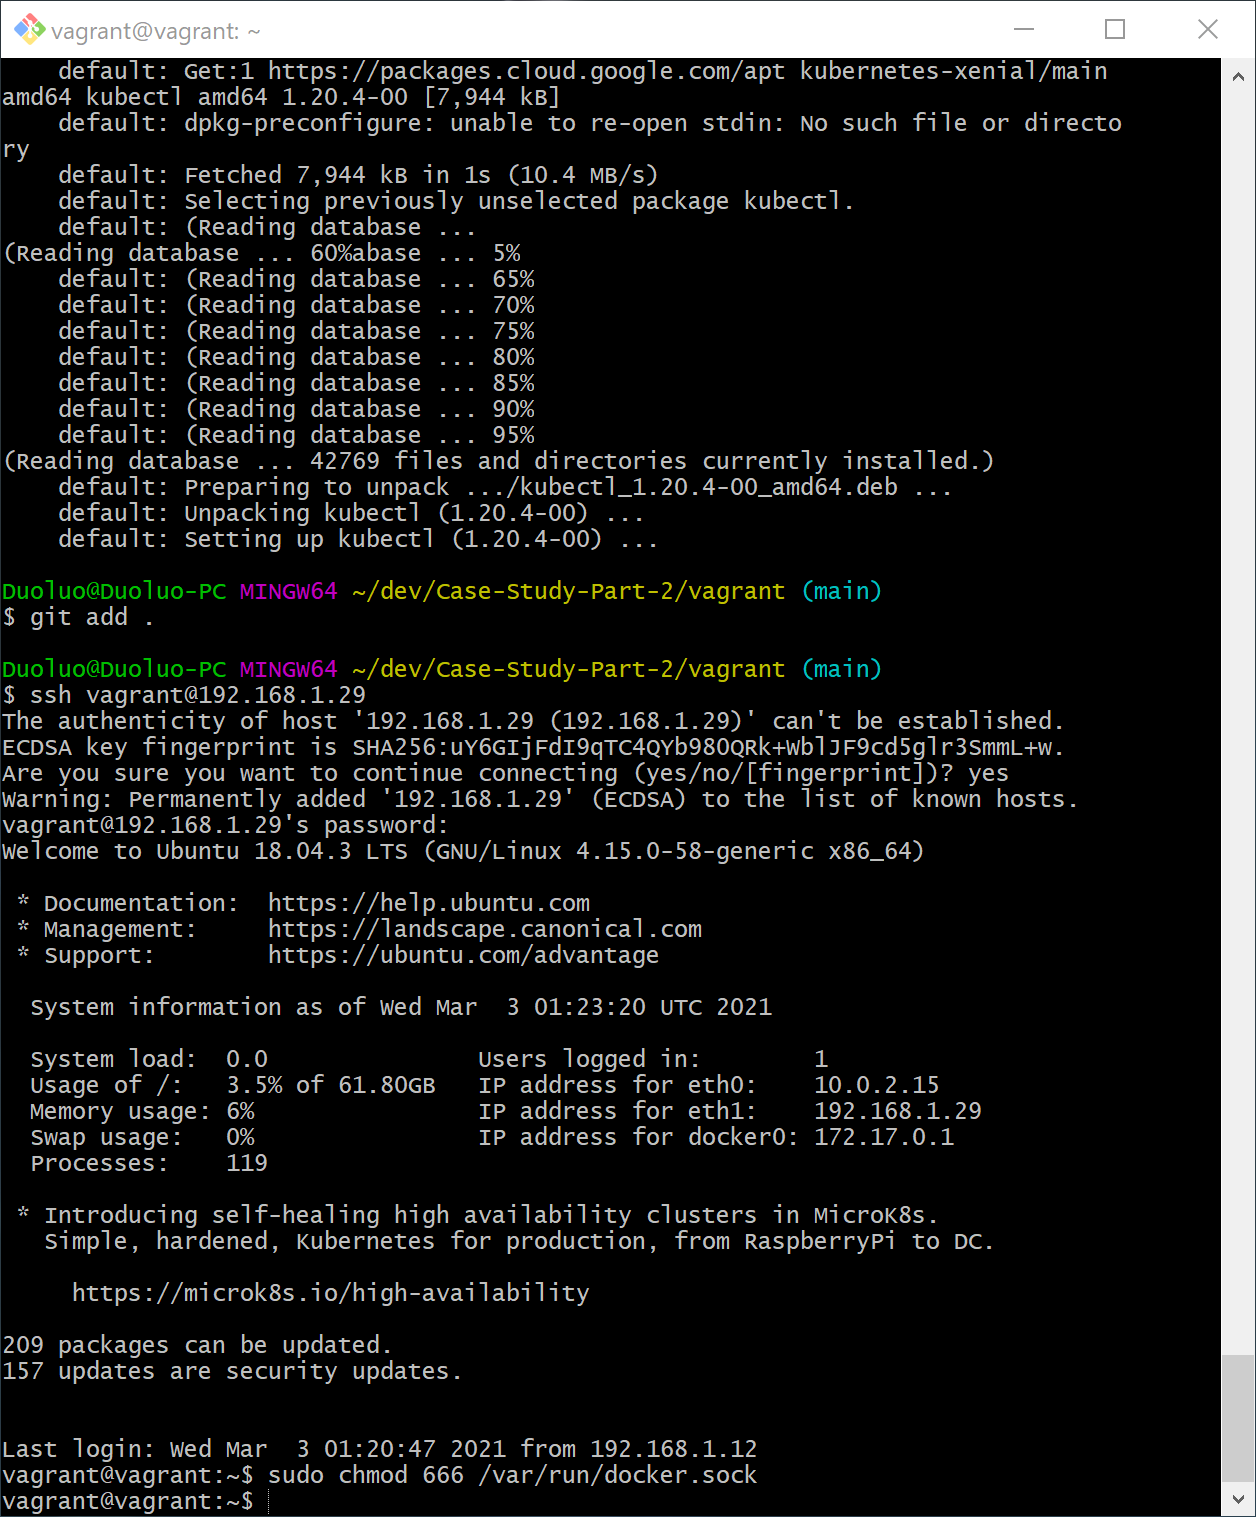 vagrant@vagrant: ~
    default: Get:1 https://packages.cloud.google.com/apt kubernetes-xenial/main
amd64 kubectl amd64 1.20.4-00 [7,944 kB]
    default: dpkg-preconfigure: unable to re-open stdin: No such file or directo
ry
    default: Fetched 7,944 kB in 1s (10.4 MB/s)
    default: Selecting previously unselected package kubectl.
    default: (Reading database ...
(Reading database ... 60%abase ... 5%
    default: (Reading database ... 65%
    default: (Reading database ... 70%
    default: (Reading database ... 75%
    default: (Reading database ... 80%
    default: (Reading database ... 85%
    default: (Reading database ... 90%
    default: (Reading database ... 95%
(Reading database ... 42769 files and directories currently installed.)
    default: Preparing to unpack .../kubectl_1.20.4-00_amd64.deb ...
    default: Unpacking kubectl (1.20.4-00) ...
    default: Setting up kubectl (1.20.4-00) ...

Duoluo@Duoluo-PC MINGW64 ~/dev/Case-Study-Part-2/vagrant (main)
$ git add .

Duoluo@Duoluo-PC MINGW64 ~/dev/Case-Study-Part-2/vagrant (main)
$ ssh vagrant@192.168.1.29
The authenticity of host '192.168.1.29 (192.168.1.29)' can't be established.
ECDSA key fingerprint is SHA256:uY6GIjFdI9qTC4QYb980QRk+WblJF9cd5glr3SmmL+w.
Are you sure you want to continue connecting (yes/no/[fingerprint])? yes
Warning: Permanently added '192.168.1.29' (ECDSA) to the list of known hosts.
vagrant@192.168.1.29's password:
Welcome to Ubuntu 18.04.3 LTS (GNU/Linux 4.15.0-58-generic x86_64)

 * Documentation:  https://help.ubuntu.com
 * Management:     https://landscape.canonical.com
 * Support:        https://ubuntu.com/advantage

  System information as of Wed Mar  3 01:23:20 UTC 2021

  System load:  0.0               Users logged in:        1
  Usage of /:   3.5% of 61.80GB   IP address for eth0:    10.0.2.15
  Memory usage: 6%                IP address for eth1:    192.168.1.29
  Swap usage:   0%                IP address for docker0: 172.17.0.1
  Processes:    119

 * Introducing self-healing high availability clusters in MicroK8s.
   Simple, hardened, Kubernetes for production, from RaspberryPi to DC.

     https://microk8s.io/high-availability

209 packages can be updated.
157 updates are security updates.


Last login: Wed Mar  3 01:20:47 2021 from 192.168.1.12
vagrant@vagrant:~$ sudo chmod 666 /var/run/docker.sock
vagrant@vagrant:~$